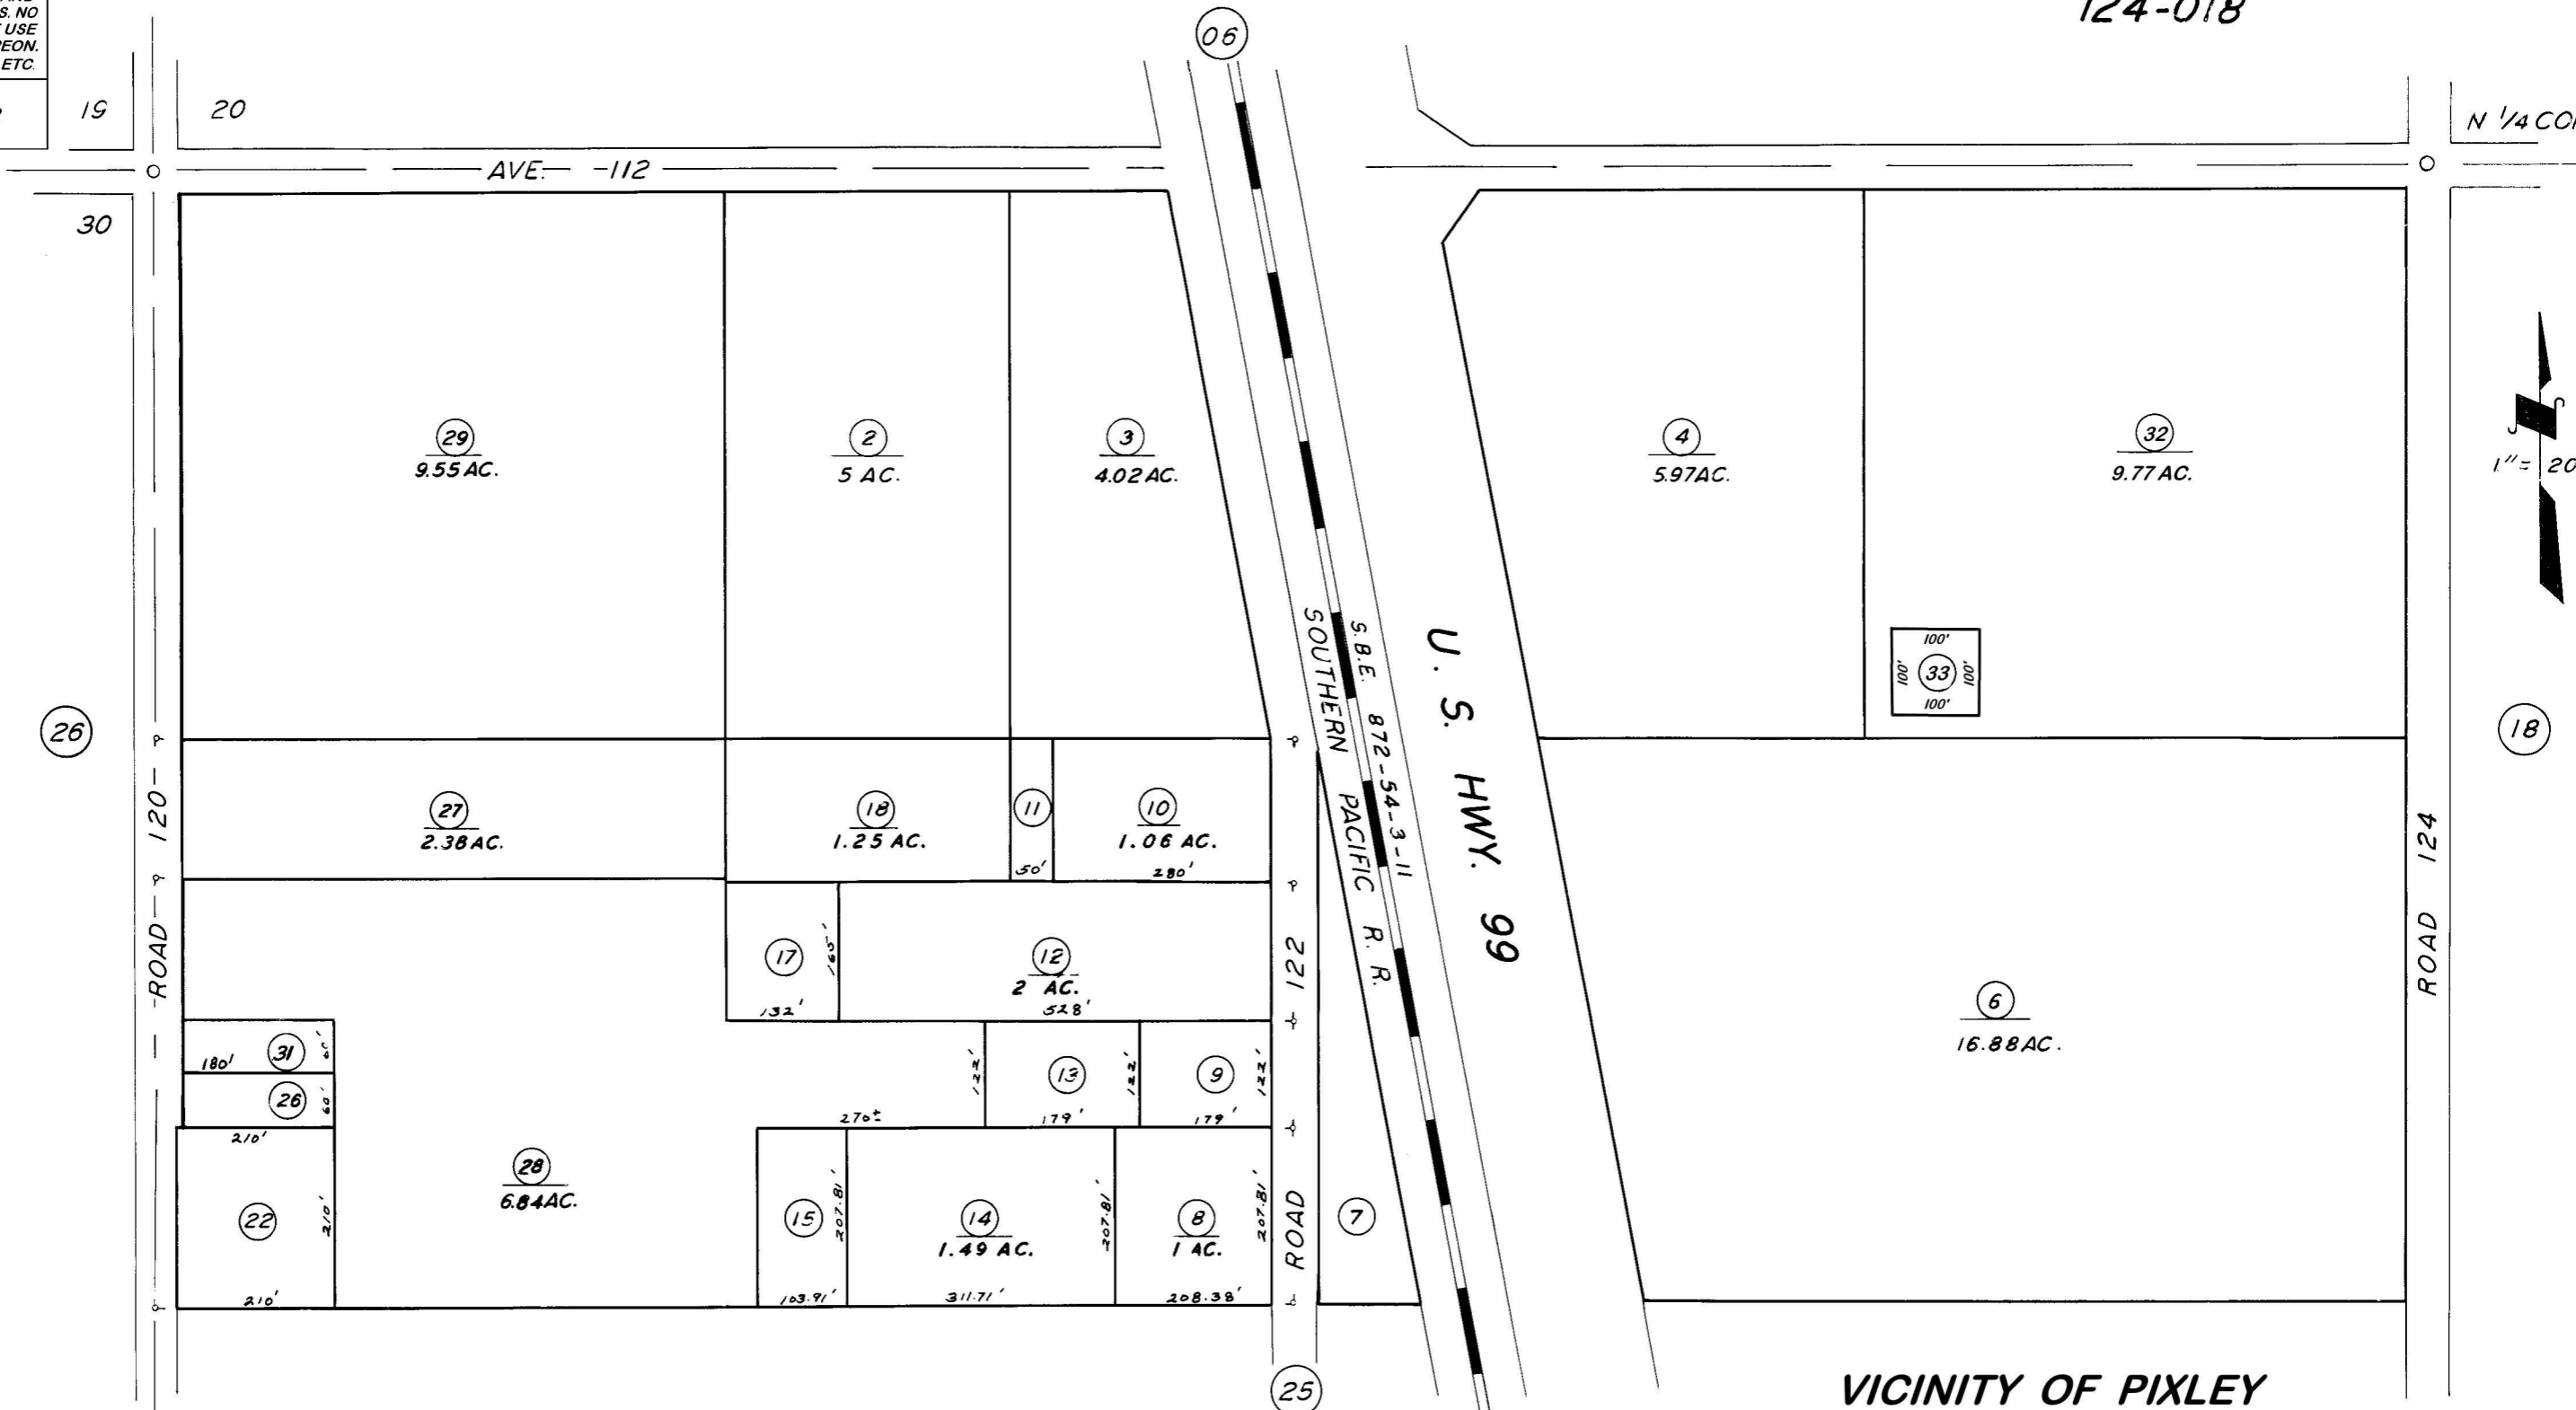 S. NO
USE
EON.
ETC.
124-018
06
19
20
N 1/4 CO
AVE. -112
30
29
9.55 AC.
2
5 AC.
3
4.02 AC.
4
5.97 AC.
32
9.77 AC.
1" = 20
100'
100'
33
100'
100'
26
18
ROAD 120
27
2.38 AC.
18
1.25 AC.
11
50'
10
1.06 AC.
280'
SOUTHERN PACIFIC R. R.
S.B.E. 872-54-3-11
U. S. HWY. 99
ROAD 124
17
165'
132'
12
2 AC.
528'
ROAD 122
6
16.88 AC.
31
60'
180'
26
60'
122'
13
122'
179'
9
122'
179'
270±
210'
22
210'
210'
28
6.84 AC.
15
207.81'
103.91'
14
1.49 AC.
207.81'
311.71'
8
1 AC.
207.81'
208.38'
7
25
VICINITY OF PIXLEY